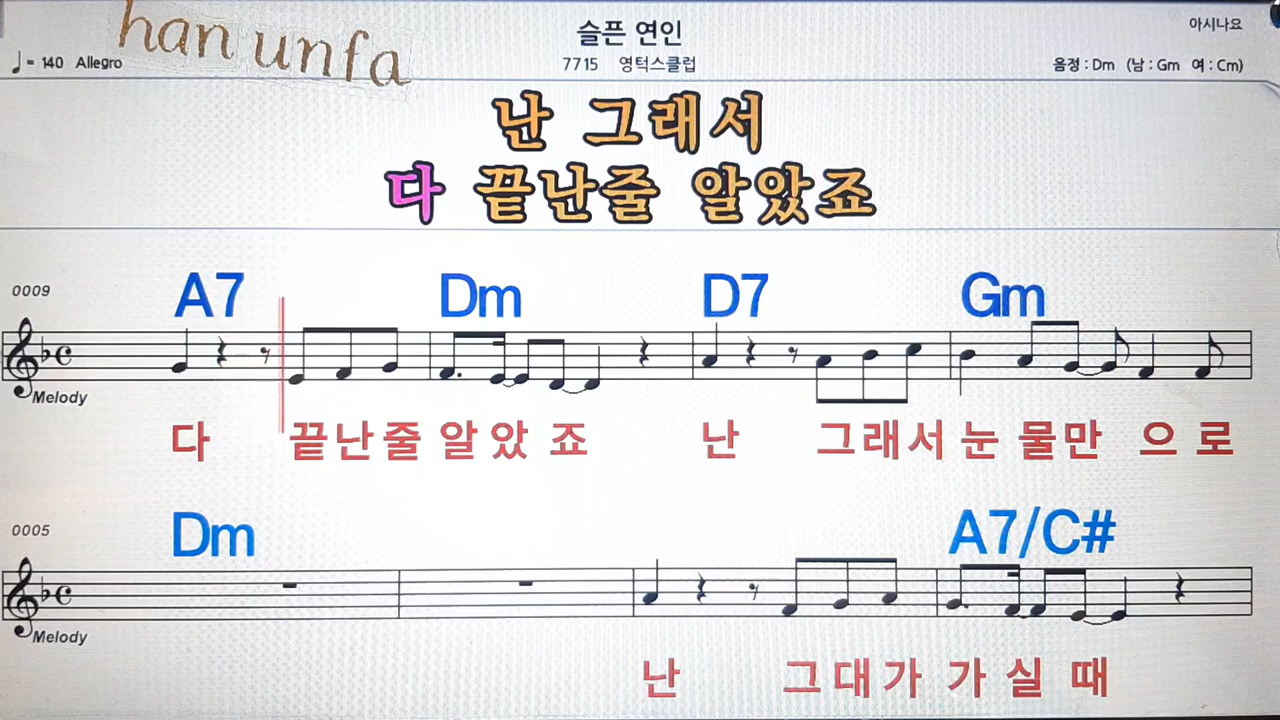 han unfa
슬픈 연인
아시나요
= 140 Allegro
7715 영턱스클럽
음정 : Dm (남 : Gm 여 : Cm)
난 그래서
다 끝난줄 알았죠
0009
A7 Dm D7 Gm
Melody
다 끝난줄 알았 죠 난 그래서 눈 물만 으 로
0005
Dm A7/C#
Melody
난 그대가 가 실 때